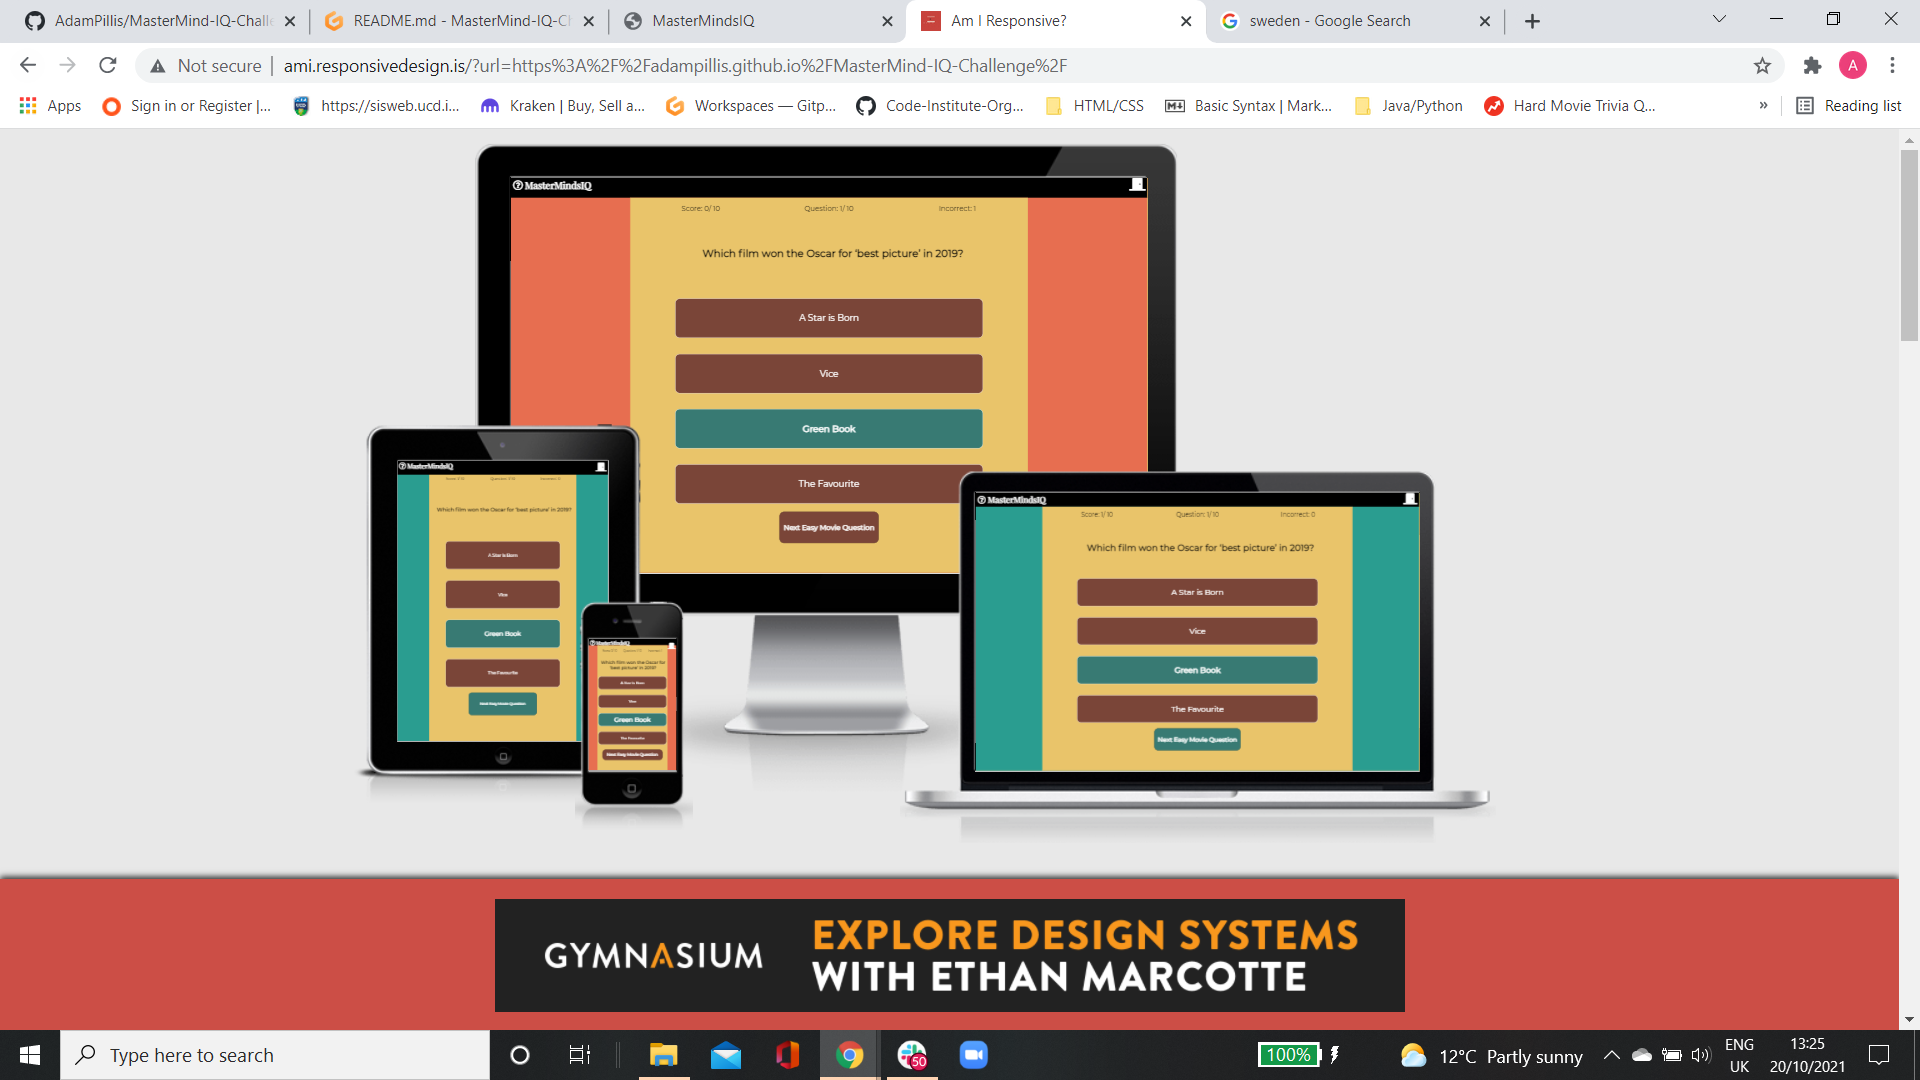 AdamPillis/MasterMind-IQ-Challe
README.md - MasterMind-IQ-Ch
MasterMindsIQ
Am I Responsive?
sweden - Google Search
Not secure
ami.responsivedesign.is/?url=https%3A%2F%2Fadampillis.github.io%2FMasterMind-IQ-Challenge%2F
A
Apps
Sign in or Register |...
https://sisweb.ucd.i...
Kraken | Buy, Sell a...
Workspaces — Gitp...
Code-Institute-Org...
HTML/CSS
M↓
Basic Syntax | Mark...
Java/Python
Hard Movie Trivia Q...
»
Reading list
MasterMindsIQ
Score: 0/ 10
Question: 1/ 10
Incorrect: 1
Which film won the Oscar for ‘best picture’ in 2019?
A Star is Born
Vice
Green Book
The Favourite
Next Easy Movie Question
MasterMindsIQ
Which film won the Oscar for ‘best picture’ in 2019?
A Star is Born
Vice
Green Book
The Favourite
Next Easy Movie Question
MasterMindsIQ
Which film won the Oscar for
‘best picture’ in 2019?
A Star is Born
Vice
Green Book
The Favourite
Next Easy Movie Question
MasterMindsIQ
Score: 1/ 10
Question: 1/ 10
Incorrect: 0
Which film won the Oscar for ‘best picture’ in 2019?
A Star is Born
Vice
Green Book
The Favourite
Next Easy Movie Question
GYMNASIUM
EXPLORE DESIGN SYSTEMS
WITH ETHAN MARCOTTE
Type here to search
50
100%
12°C Partly sunny
ENG
UK
13:25
20/10/2021